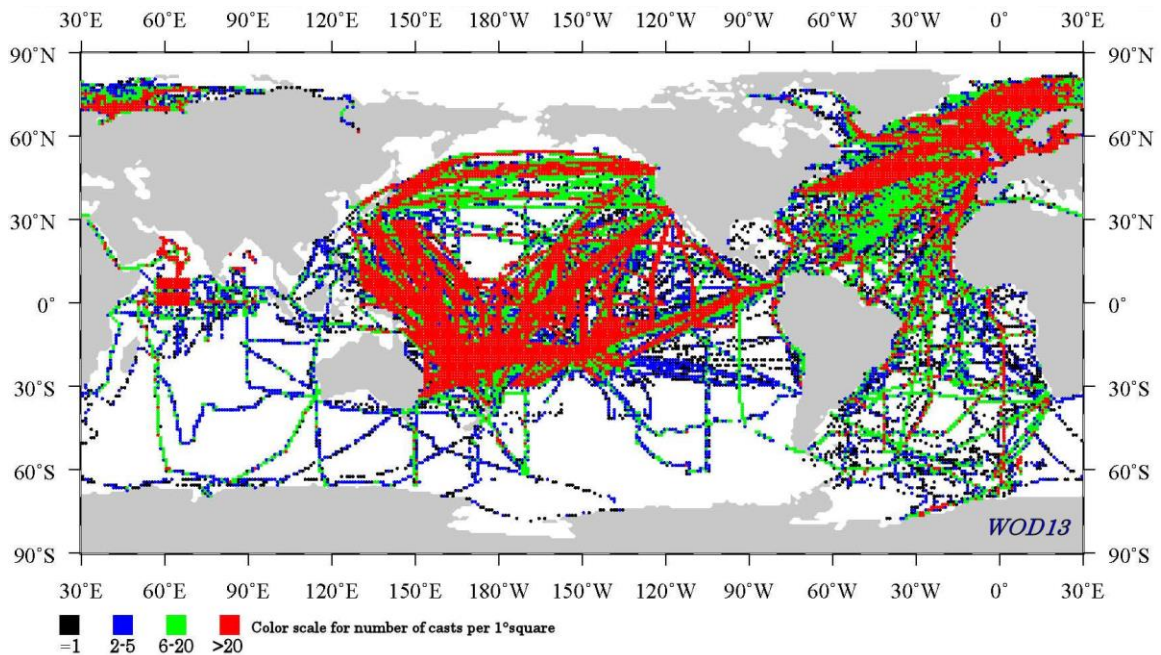 30°E 60°E 90°E 120°E 150°E 180°W 150°W 120°W 90°W 60°W 30°W 0° 30°E
90°N 90°N
60°N 60°N
30°N 30°N
0° 0°
30°S 30°S
60°S 60°S
WOD13
90°S 90°S
30°E 60°E 90°E 120°E 150°E 180°W 150°W 120°W 90°W 60°W 30°W 0° 30°E
Color scale for number of casts per 1°square
=1 2-5 6-20 >20